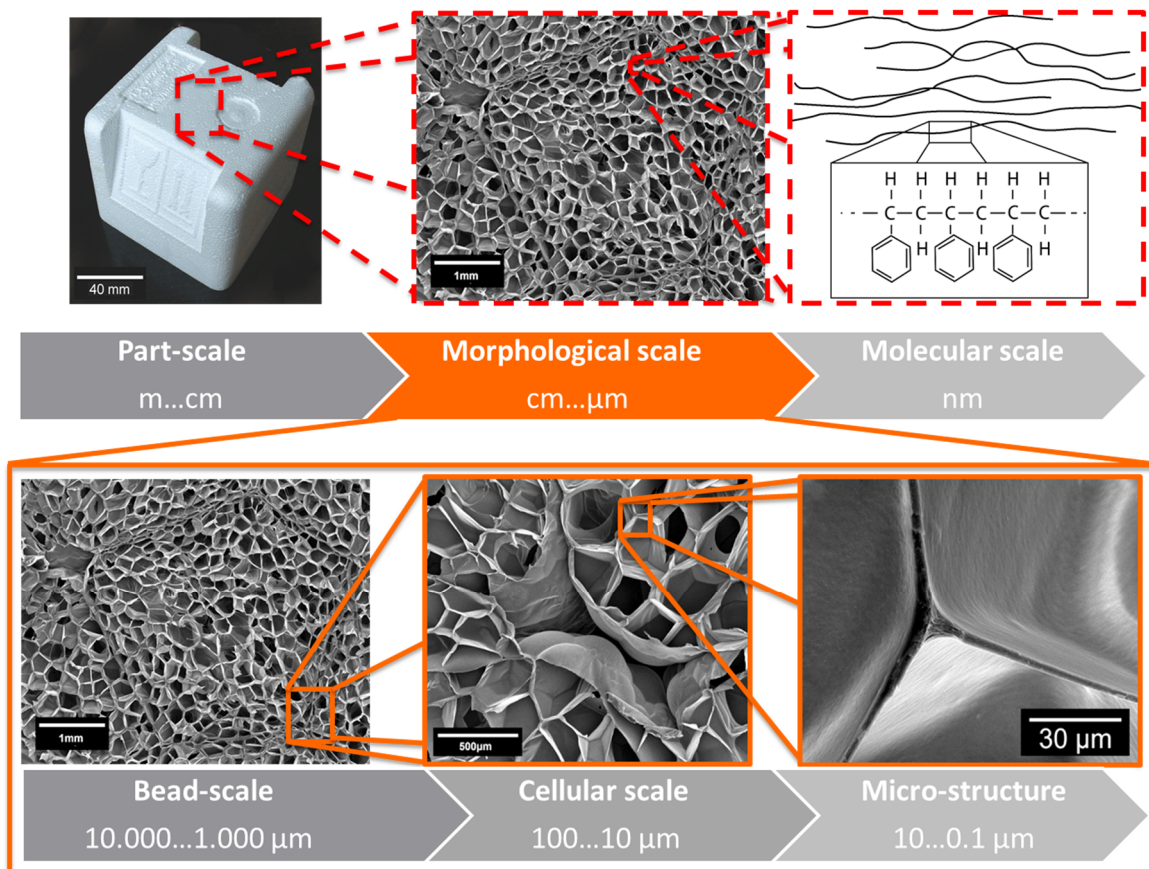 40 mm
1mm
H H H H H H
C C C C C C
H H H
Part-scale
m...cm
Morphological scale
cm...µm
Molecular scale
nm
1mm
500µm
30 µm
Bead-scale
10.000...1.000 µm
Cellular scale
100...10 µm
Micro-structure
10...0.1 µm